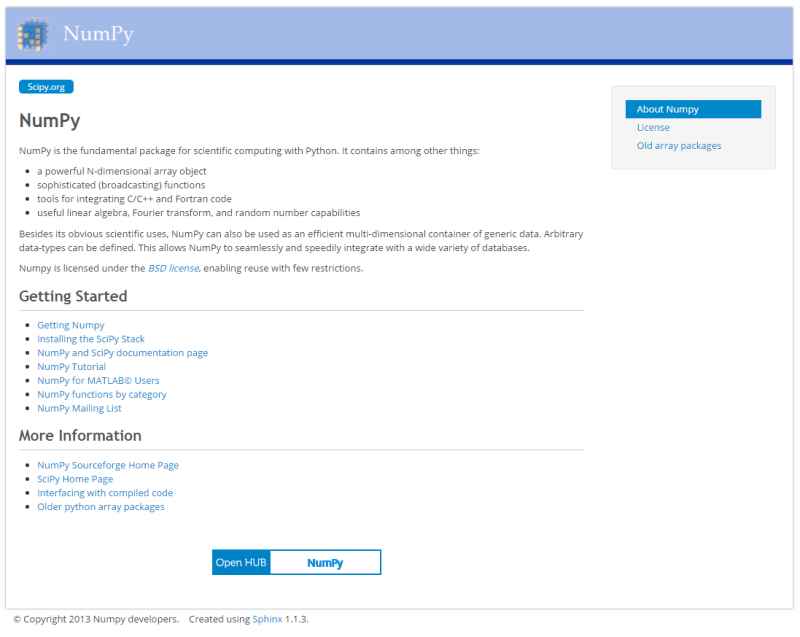 NumPy
Scipy.org
NumPy
NumPy is the fundamental package for scientific computing with Python. It contains among other things:
a powerful N-dimensional array object
sophisticated (broadcasting) functions
tools for integrating C/C++ and Fortran code
useful linear algebra, Fourier transform, and random number capabilities
Besides its obvious scientific uses, NumPy can also be used as an efficient multi-dimensional container of generic data. Arbitrary
data-types can be defined. This allows NumPy to seamlessly and speedily integrate with a wide variety of databases.
Numpy is licensed under the BSD license, enabling reuse with few restrictions.
Getting Started
Getting Numpy
Installing the SciPy Stack
NumPy and SciPy documentation page
NumPy Tutorial
NumPy for MATLAB© Users
NumPy functions by category
NumPy Mailing List
More Information
NumPy Sourceforge Home Page
SciPy Home Page
Interfacing with compiled code
Older python array packages
Open HUB NumPy
About Numpy
License
Old array packages
© Copyright 2013 Numpy developers. Created using Sphinx 1.1.3.